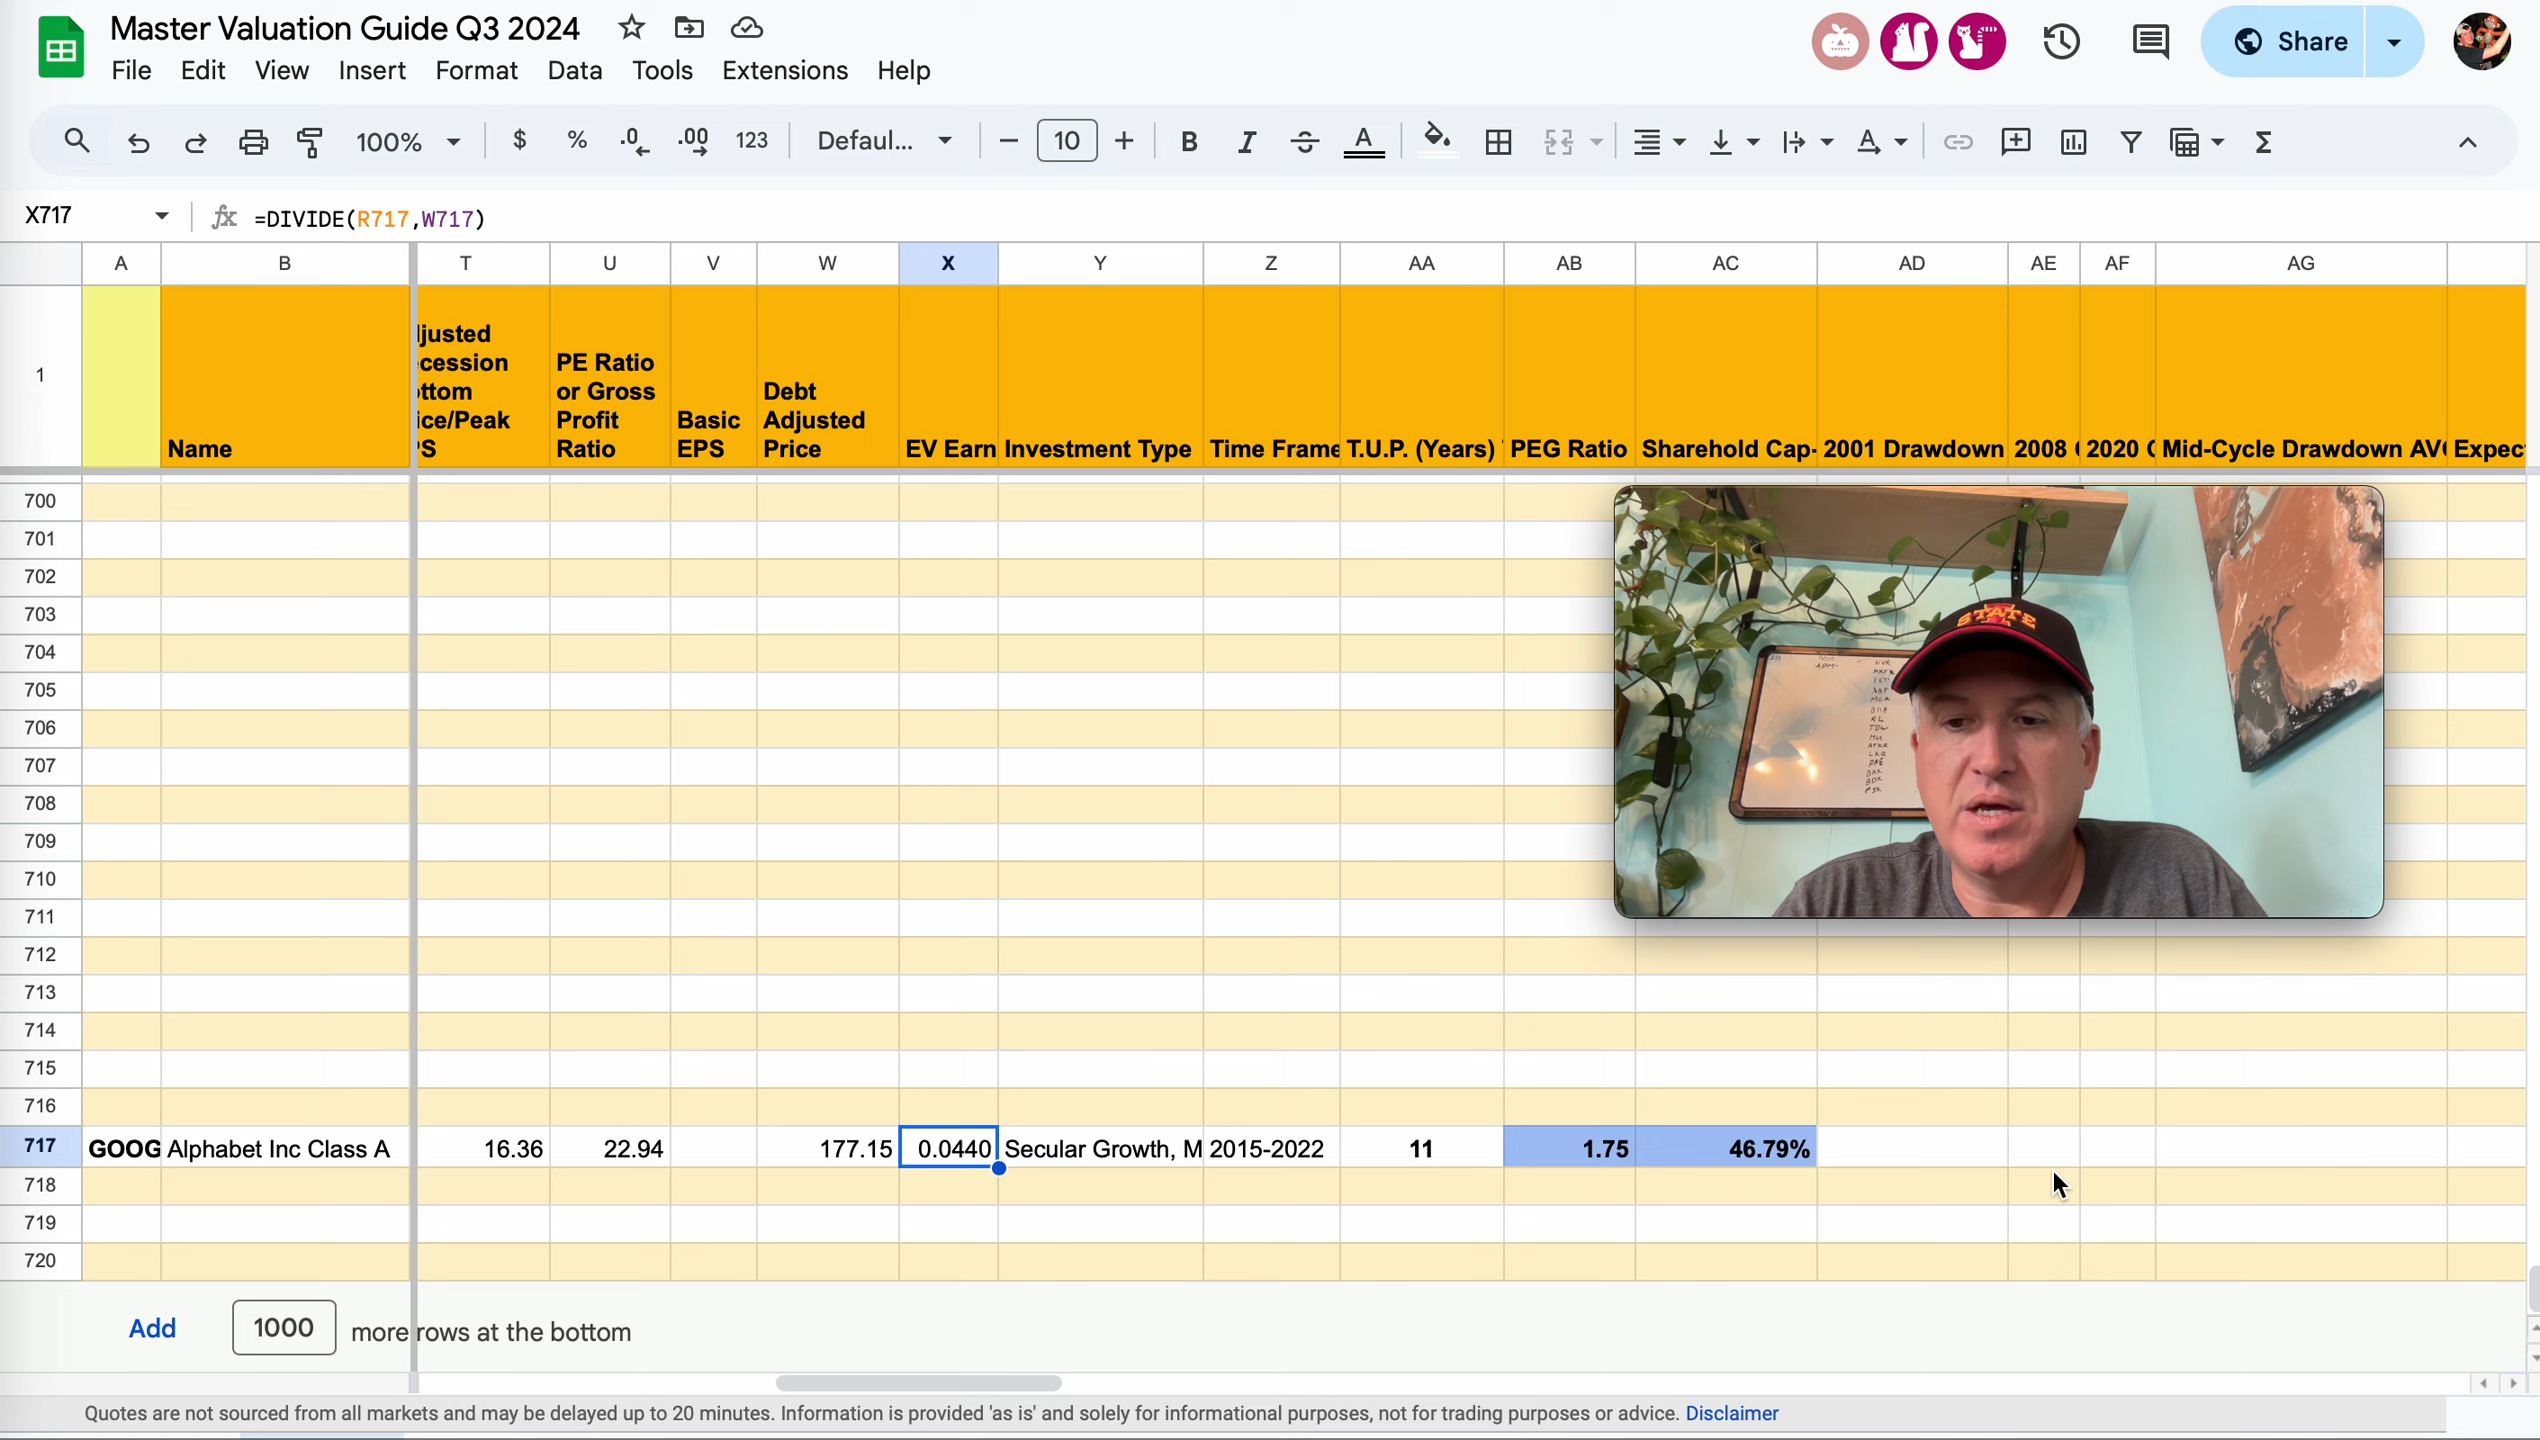 Master Valuation Guide Q3 2024
File Edit View Insert Format Data Tools Extensions Help
Share
100% $ % .0 .00 123 Defaul... 10 B I A
X717 fx =DIVIDE(R717,W717)
A B T U V W X Y Z AA AB AC AD AE AF AG
1
Name
justed
cession
ttom
ice/Peak
PE Ratio
or Gross
Profit
Ratio
Basic
EPS
Debt
Adjusted
Price
EV Earn
Investment Type
Time Frame
T.U.P. (Years)
PEG Ratio
Sharehold Cap-
2001 Drawdown
2008
2020
Mid-Cycle Drawdown AV
Expec
700
701
702
703
704
705
706
707
708
709
710
711
712
713
714
715
716
717 GOOG Alphabet Inc Class A 16.36 22.94 177.15 0.0440 Secular Growth, M 2015-2022 11 1.75 46.79%
718
719
720
STATE
Add 1000 more rows at the bottom
Quotes are not sourced from all markets and may be delayed up to 20 minutes. Information is provided 'as is' and solely for informational purposes, not for trading purposes or advice. Disclaimer